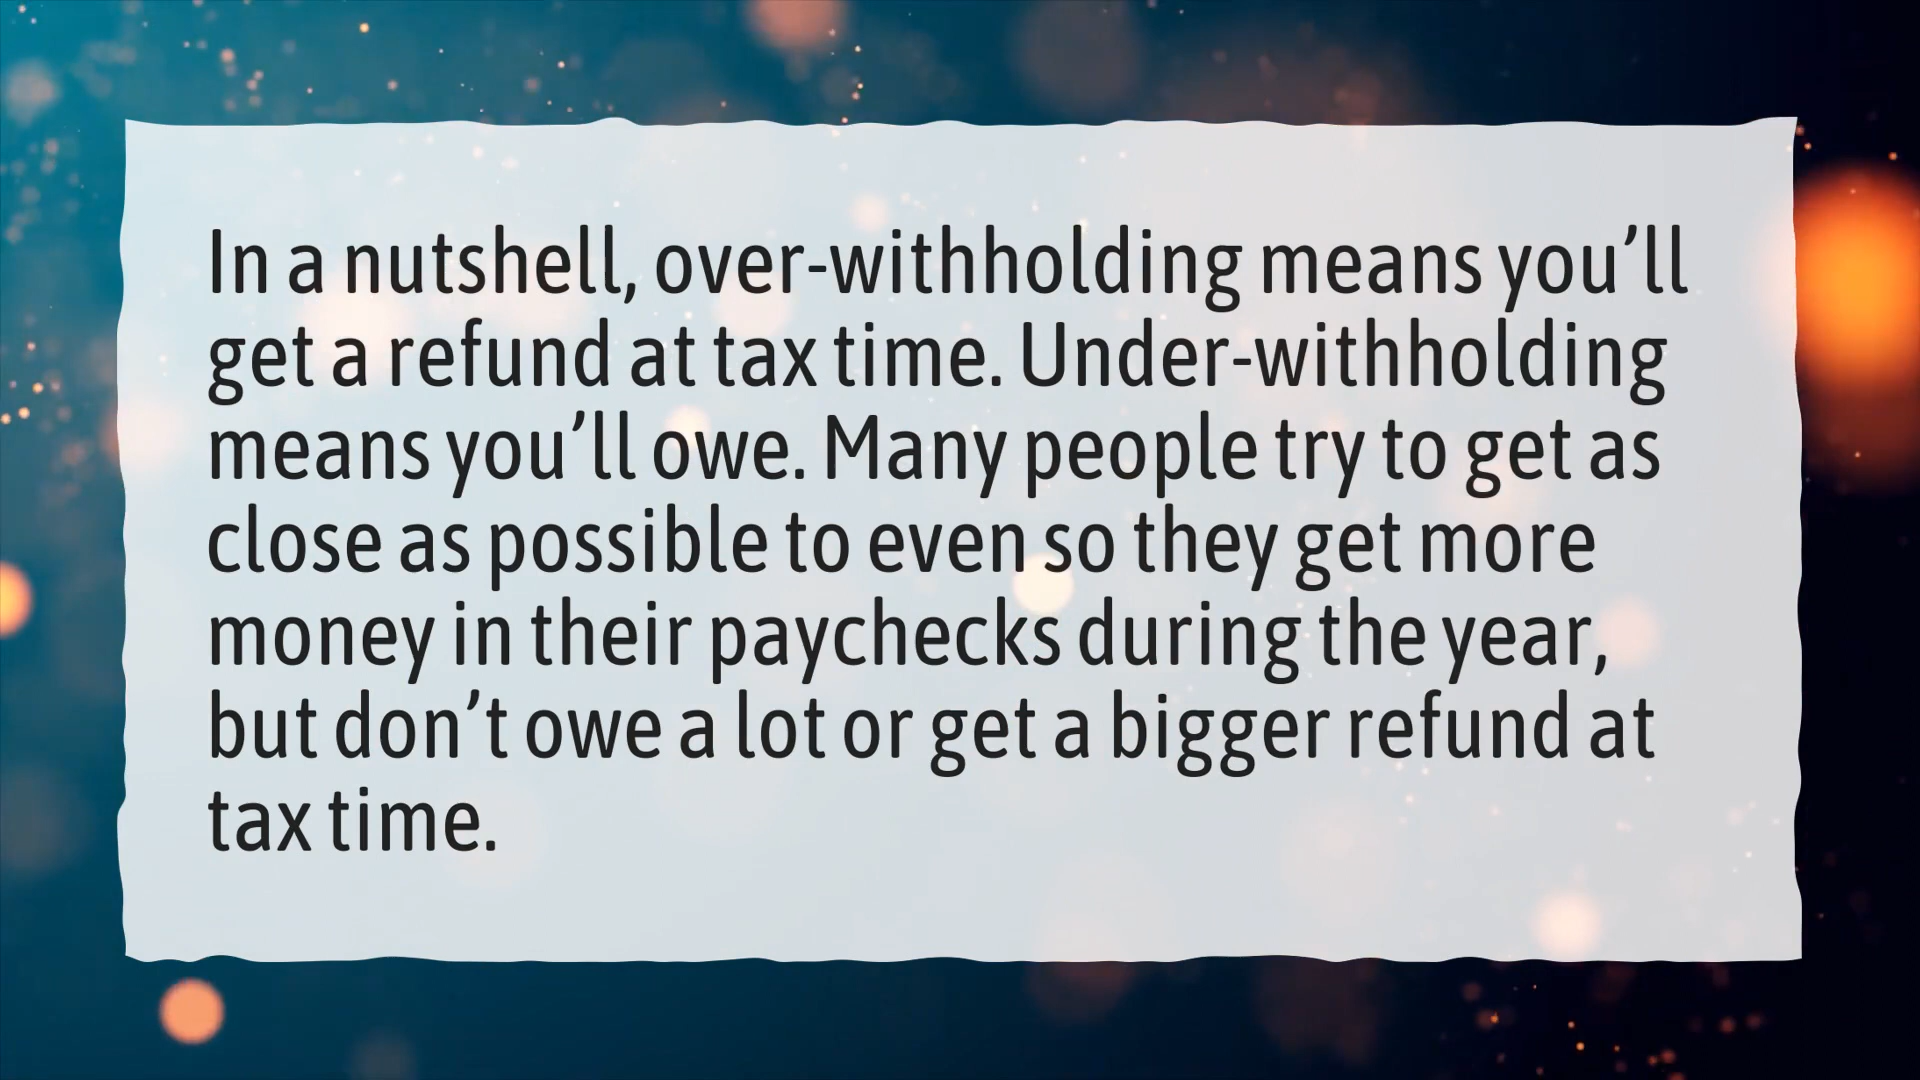 In a nutshell, over-withholding means you’ll
get a refund at tax time. Under-withholding
means you’ll owe. Many people try to get as
close as possible to even so they get more
money in their paychecks during the year,
but don’t owe a lot or get a bigger refund at
tax time.